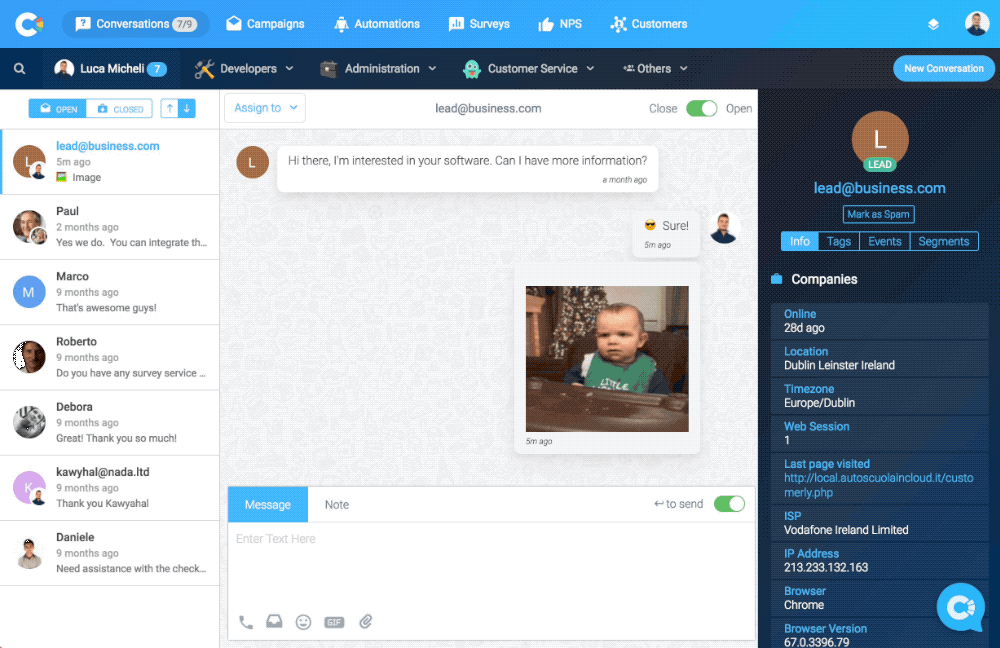 Conversations 7/9
Campaigns
Automations
Surveys
NPS
Customers
Luca Micheli 7
Developers
Administration
Customer Service
Others
New Conversation
OPEN
CLOSED
Assign to
lead@business.com
Close
Open
lead@business.com
5m ago
Image
Paul
2 months ago
Yes we do. You can integrate th...
M
Marco
9 months ago
That's awesome guys!
Roberto
9 months ago
Do you have any survey service ...
Debora
9 months ago
Great! Thank you so much!
K
kawyhal@nada.ltd
9 months ago
Thank you Kawyahal
Daniele
9 months ago
Need assistance with the check...
L
Hi there, I'm interested in your software. Can I have more information?
a month ago
😎 Sure!
5m ago
LITTLE
5m ago
Message
Note
↩ to send
Enter Text Here
GIF
L
LEAD
lead@business.com
Mark as Spam
Info
Tags
Events
Segments
Companies
Online
28d ago
Location
Dublin Leinster Ireland
Timezone
Europe/Dublin
Web Session
1
Last page visited
http://local.autoscuolaincloud.it/custo
merly.php
ISP
Vodafone Ireland Limited
IP Address
213.233.132.163
Browser
Chrome
Browser Version
67.0.3396.79